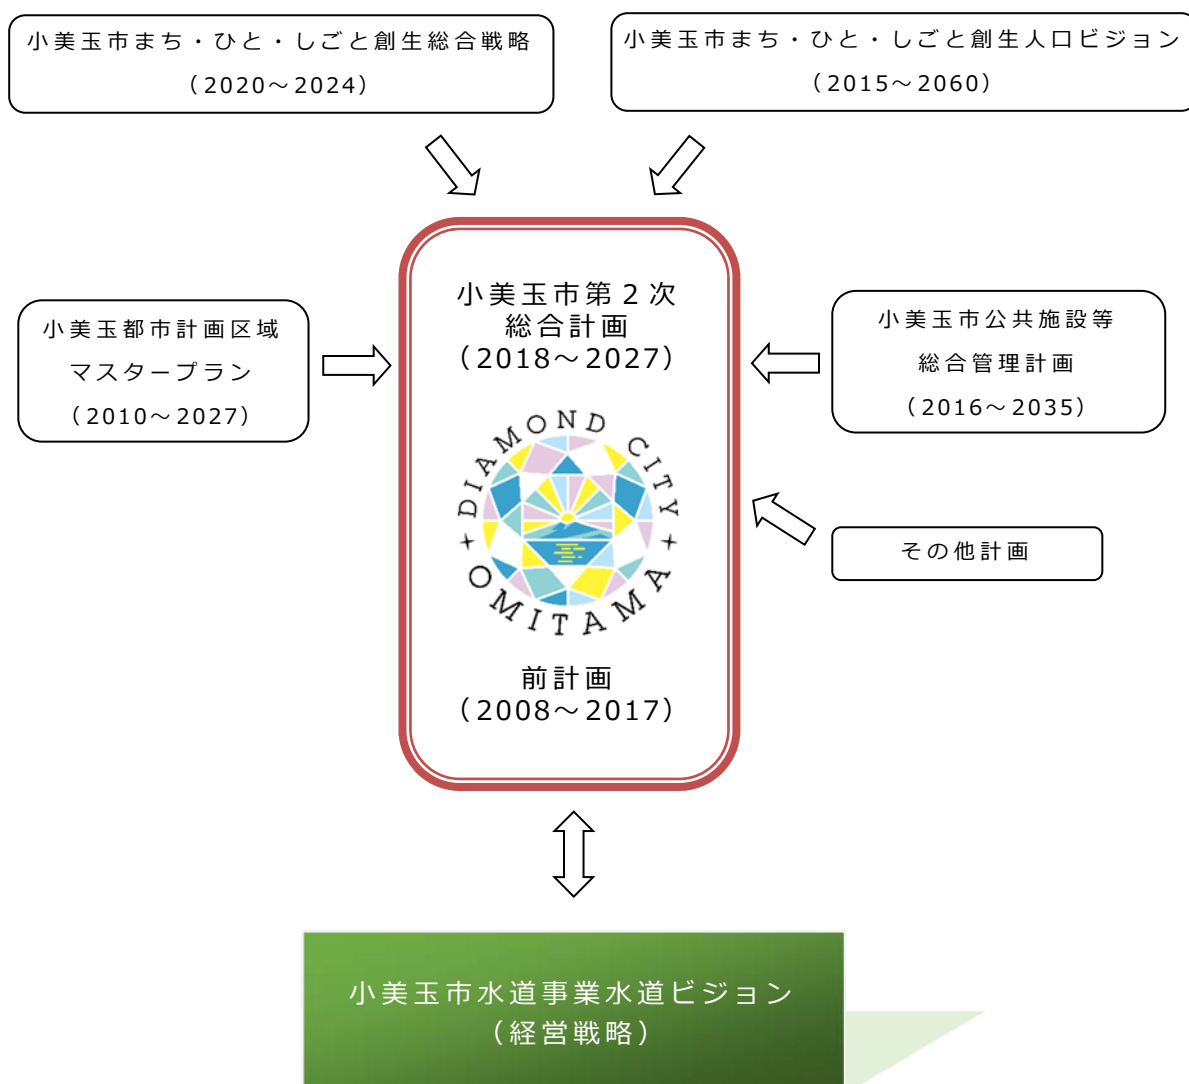 小美玉市まち・ひと・しごと創生総合戦略
（2020～2024）
小美玉市まち・ひと・しごと創生人口ビジョン
（2015～2060）
小美玉市第２次
総合計画
（2018～2027）
小美玉都市計画区域
マスタープラン
（2010～2027）
小美玉市公共施設等
総合管理計画
（2016～2035）
DIAMOND CITY
OMITAMA
その他計画
前計画
（2008～2017）
小美玉市水道事業水道ビジョン
（経営戦略）